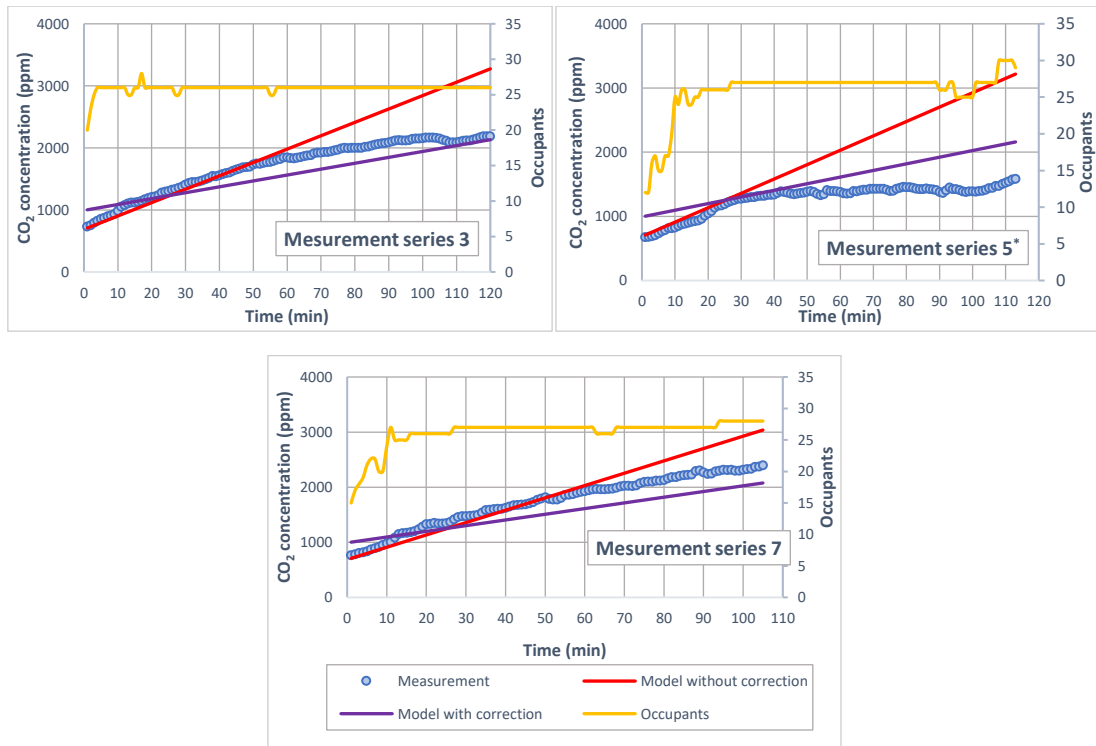 4000
3000
2000
1000
0
CO2 concentration (ppm)
35
30
25
20
15
10
5
0
Occupants
Mesurement series 3
0 10 20 30 40 50 60 70 80 90 100 110 120
Time (min)
4000
3000
2000
1000
0
CO2 concentration (ppm)
35
30
25
20
15
10
5
0
Occupants
Mesurement series 5*
0 10 20 30 40 50 60 70 80 90 100 110 120
Time (min)
4000
3000
2000
1000
0
CO2 concentration (ppm)
35
30
25
20
15
10
5
0
Occupants
Mesurement series 7
0 10 20 30 40 50 60 70 80 90 100 110
Time (min)
Measurement Model without correction
Model with correction Occupants